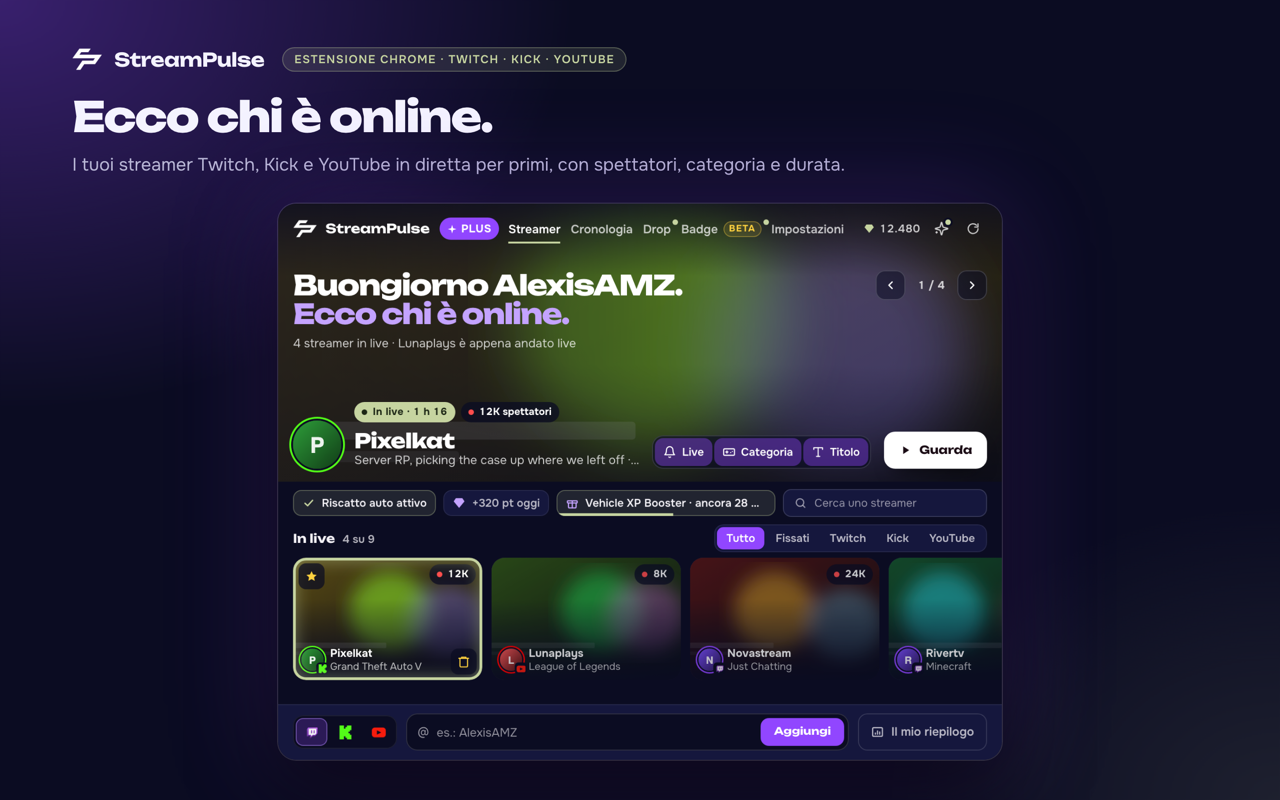 StreamPulse
ESTENSIONE CHROME · TWITCH · KICK · YOUTUBE
Ecco chi è online.
I tuoi streamer Twitch, Kick e YouTube in diretta per primi, con spettatori, categoria e durata.
StreamPulse
PLUS
Streamer
Cronologia
Drop
Badge
BETA
Impostazioni
12.480
Buongiorno AlexisAMZ.
Ecco chi è online.
1 / 4
4 streamer in live · Lunaplays è appena andato live
In live · 1 h 16
12K spettatori
P
Pixelkat
Server RP, picking the case up where we left off ·...
Live
Categoria
Titolo
Guarda
Riscatto auto attivo
+320 pt oggi
Vehicle XP Booster · ancora 28 ...
Cerca uno streamer
In live
4 su 9
Tutto
Fissati
Twitch
Kick
YouTube
12K
8K
24K
P
Pixelkat
Grand Theft Auto V
L
Lunaplays
League of Legends
N
Novastream
Just Chatting
R
Rivertv
Minecraft
@ es.: AlexisAMZ
Aggiungi
Il mio riepilogo